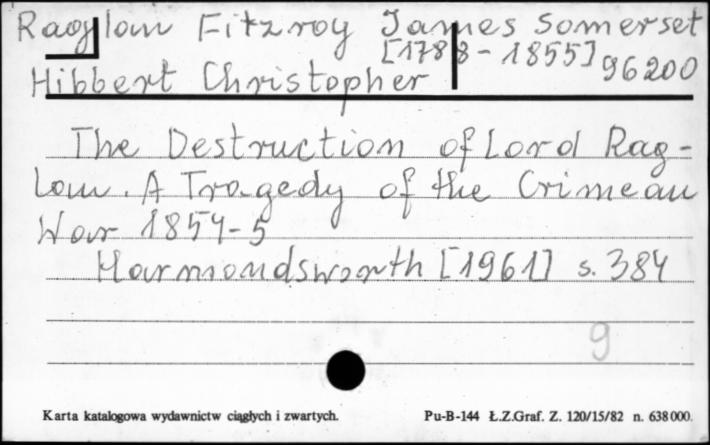 Raglan Fitzroy James Somerset
[1788-1855]
96200
Hibbert Christopher
The Destruction of Lord Rag-
lan. A Tragedy of the Crimean
War 1854-5
Harmondsworth [1961] s. 384
9
Karta katalogowa wydawnictw ciągłych i zwartych. Pu-B-144 Ł.Z.Graf. Z. 120/15/82 n. 638000.